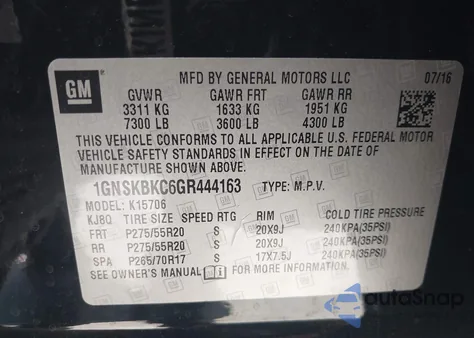 GM
MFD BY GENERAL MOTORS LLC 07/16
GVWR GAWR FRT GAWR RR
3311 KG 1633 KG 1951 KG
7300 LB 3600 LB 4300 LB
THIS VEHICLE CONFORMS TO ALL APPLICABLE U.S. FEDERAL MOTOR
VEHICLE SAFETY STANDARDS IN EFFECT ON THE DATE OF
MANUFACTURE SHOWN ABOVE.
1GNSKBKC6GR444163 TYPE: M.P.V.
MODEL: K15706
KJBQ TIRE SIZE SPEED RTG RIM COLD TIRE PRESSURE
FRT P275/55R20 S 20X9J 240KPA(35PSI)
RR P275/55R20 S 20X9J 240KPA(35PSI)
SPA P265/70R17 S 17X7.5J 240KPA(35PSI)
SEE OWNER'S MANUAL i FOR MORE INFORMATION.
autoSnap